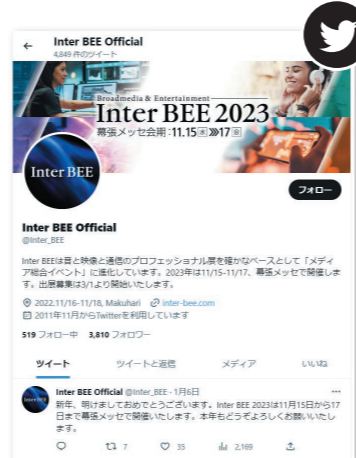 Inter BEE Official
4,849 件のツイート
Broadmedia & Entertainment
Inter BEE 2023
幕張メッセ会期:11.15水⋙17金
Inter BEE
フォロー
Inter BEE Official
@Inter_BEE
Inter BEEは音と映像と通信のプロフェッショナル展を確かなベースとして「メディ
ア総合イベント」に進化しています。2023年は11/15-11/17、幕張メッセで開催しま
す。出展募集は3/1より開始いたします。
2022.11/16-11/18, Makuhari inter-bee.com
2011年11月からTwitterを利用しています
519 フォロー中 3,810 フォロワー
ツイート ツイートと返信 メディア いいね
Inter BEE Official @Inter_BEE · 1月6日
新年、明けましておめでとうございます。Inter BEE 2023は11月15日から17
日まで幕張メッセで開催いたします。本年もどうぞよろしくお願いいたし
ます。
7 35 2,169